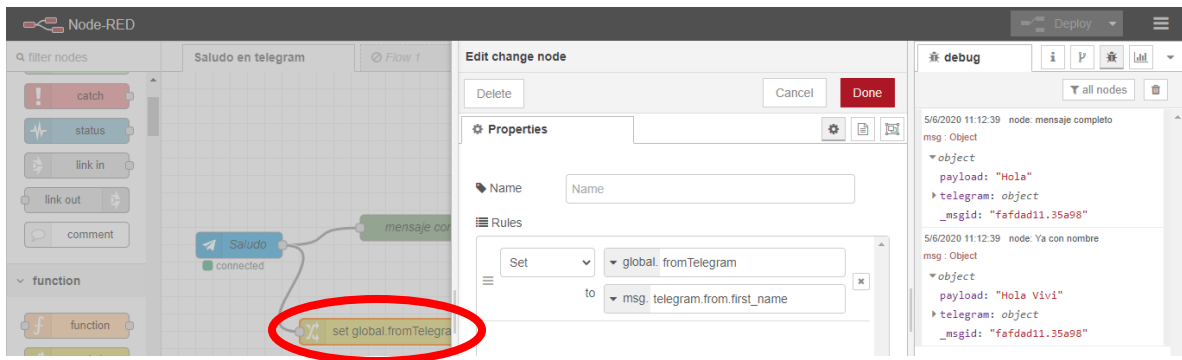 Node-RED
Deploy
filter nodes
catch
status
link in
link out
comment
function
function
Saludo en telegram
Flow 1
mensaje con
Saludo
connected
set global.fromTelegra
Edit change node
Delete
Cancel
Done
Properties
Name
Name
Rules
Set
global. fromTelegram
to
msg. telegram.from.first_name
debug
i
all nodes
5/6/2020 11:12:39 node: mensaje completo
msg : Object
object
payload: "Hola"
telegram: object
_msgid: "fafdad11.35a98"
5/6/2020 11:12:39 node: Ya con nombre
msg : Object
object
payload: "Hola Vivi"
telegram: object
_msgid: "fafdad11.35a98"